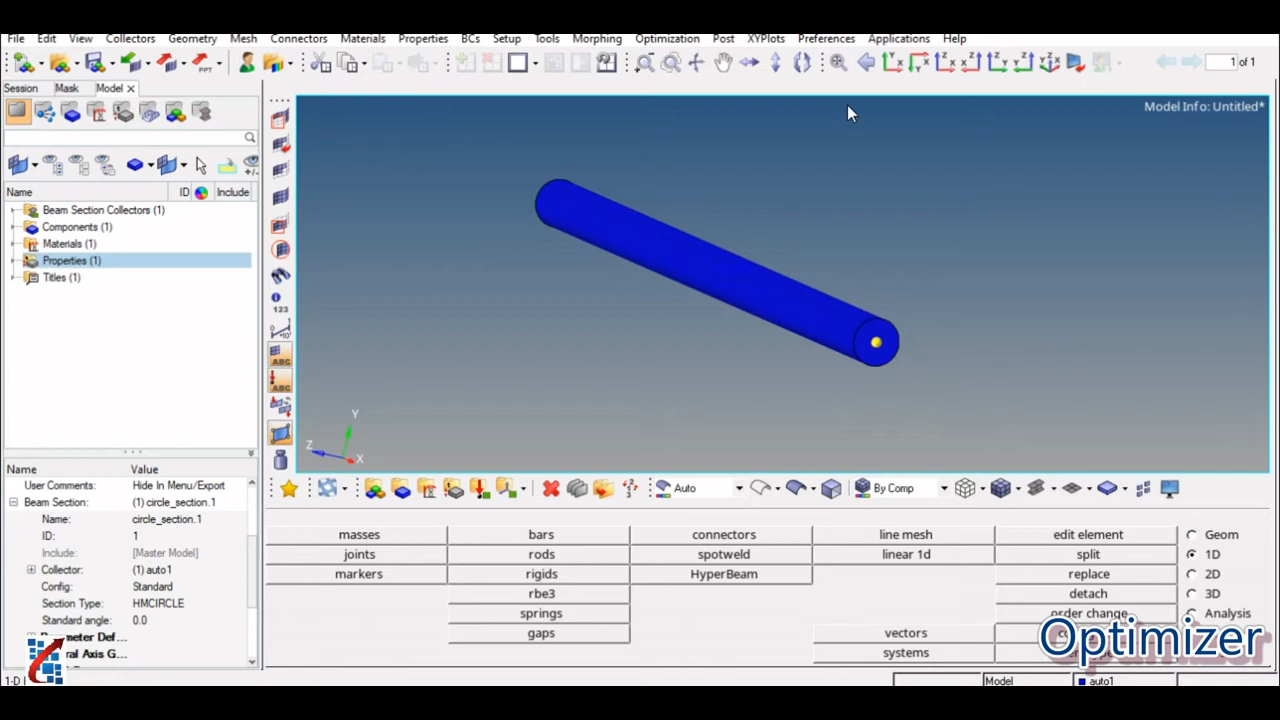 File Edit View Collectors Geometry Mesh Connectors Materials Properties BCs Setup Tools Morphing Optimization Post XYPlots Preferences Applications Help
1 of 1
Session Mask Model
Model Info: Untitled*
Name ID Include
Beam Section Collectors (1)
Components (1)
Materials (1)
Properties (1)
Titles (1)
123
ABC
ABC
Y
Z
X
Name Value
User Comments: Hide In Menu/Export
Beam Section: (1) circle_section.1
Name: circle_section.1
ID: 1
Include: [Master Model]
Collector: (1) auto1
Config: Standard
Section Type: HMCIRCLE
Standard angle: 0.0
Auto By Comp
masses bars connectors line mesh edit element Geom
joints rods spotweld linear 1d split 1D
markers rigids HyperBeam replace 2D
rbe3 detach 3D
springs order change Analysis
gaps vectors
systems
Optimizer
1-D
Model auto1